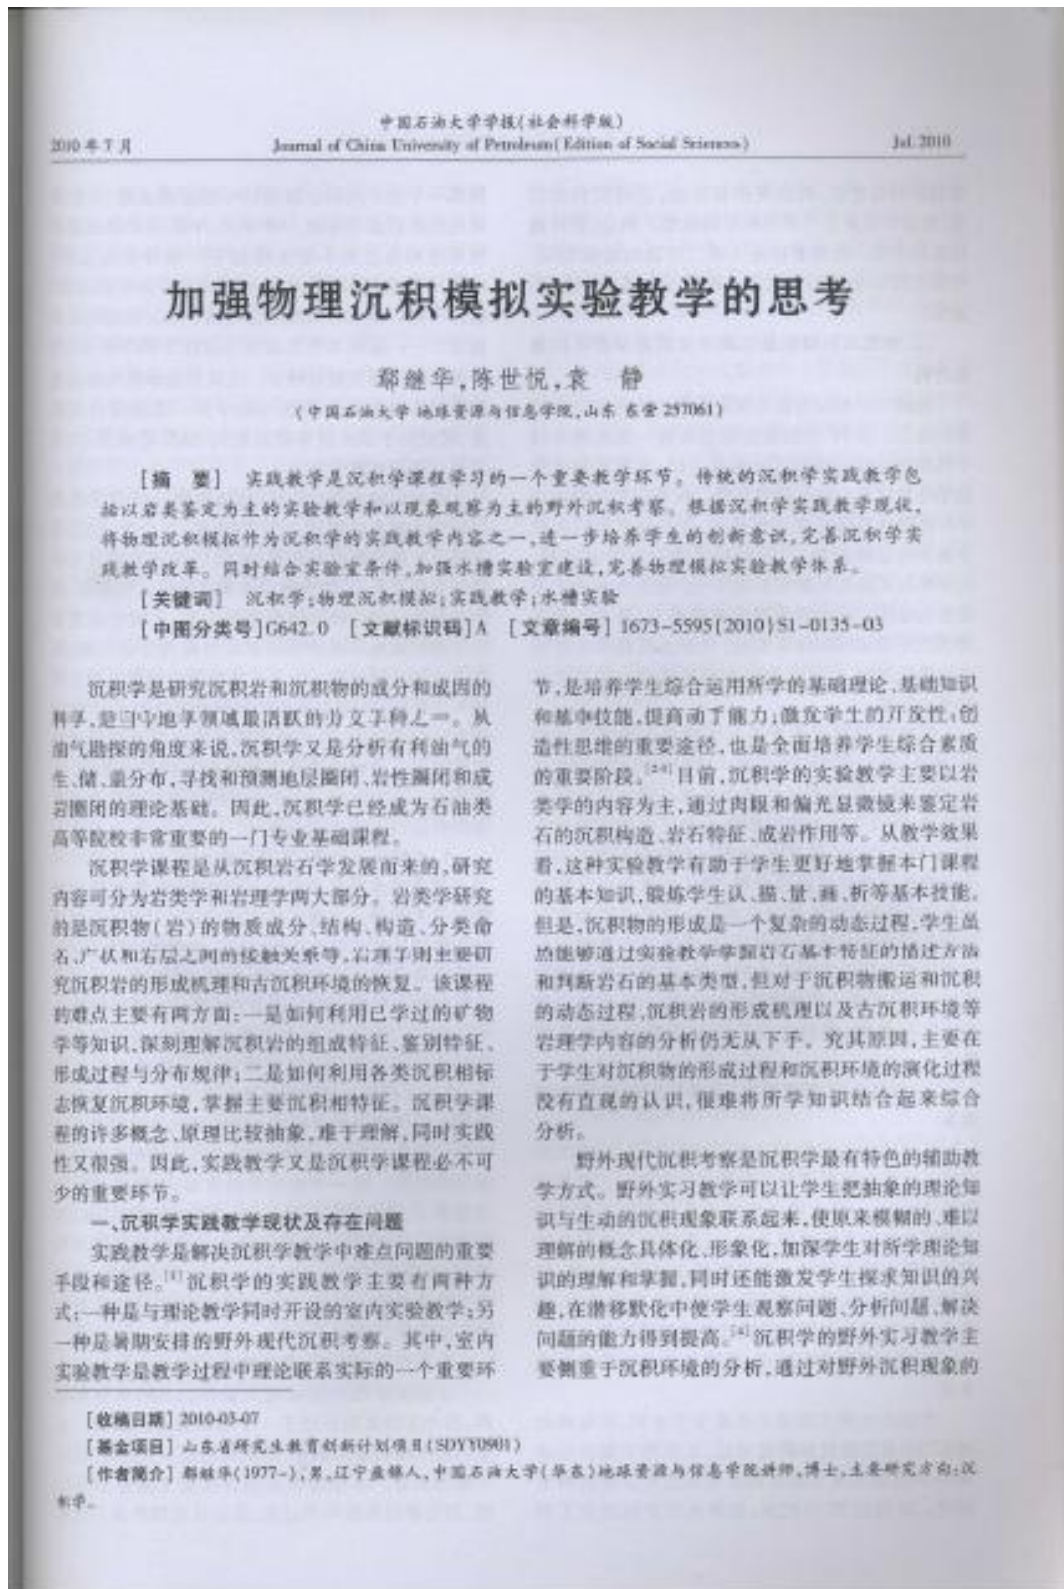 中国石油大学学报(社会科学版)
2010年7月 Journal of China University of Petroleum(Edition of Social Sciences) Jul. 2010
加强物理沉积模拟实验教学的思考
鄢继华,陈世悦,袁　静
(中国石油大学 地球资源与信息学院,山东 东营 257061)
[摘　要]　实践教学是沉积学课程学习的一个重要教学环节。传统的沉积学实践教学包
括以岩类鉴定为主的实验教学和以现象观察为主的野外沉积考察。根据沉积学实践教学现状,
将物理沉积模拟作为沉积学的实践教学内容之一,进一步培养学生的创新意识,完善沉积学实
践教学改革。同时结合实验室条件,加强水槽实验室建设,完善物理模拟实验教学体系。
[关键词]　沉积学;物理沉积模拟;实践教学;水槽实验
[中图分类号]G642.0　[文献标识码]A　[文章编号]1673-5595(2010)S1-0135-03
沉积学是研究沉积岩和沉积物的成分和成因的
科学,是当今地学领域最活跃的分支学科之一。从
油气勘探的角度来说,沉积学又是分析有利油气的
生、储、盖分布,寻找和预测地层圈闭、岩性圈闭和成
岩圈闭的理论基础。因此,沉积学已经成为石油类
高等院校非常重要的一门专业基础课程。
沉积学课程是从沉积岩石学发展而来的,研究
内容可分为岩类学和岩理学两大部分。岩类学研究
的是沉积物(岩)的物质成分、结构、构造、分类命
名、产状和岩层之间的接触关系等,岩理学则主要研
究沉积岩的形成机理和古沉积环境的恢复。该课程
的难点主要有两方面:一是如何利用已学过的矿物
学等知识,深刻理解沉积岩的组成特征、鉴别特征、
形成过程与分布规律;二是如何利用各类沉积相标
志恢复沉积环境,掌握主要沉积相特征。沉积学课
程的许多概念、原理比较抽象,难于理解,同时实践
性又很强。因此,实践教学又是沉积学课程必不可
少的重要环节。
一、沉积学实践教学现状及存在问题
实践教学是解决沉积学教学中难点问题的重要
手段和途径。[1]沉积学的实践教学主要有两种方
式:一种是与理论教学同时开设的室内实验教学;另
一种是暑期安排的野外现代沉积考察。其中,室内
实验教学是教学过程中理论联系实际的一个重要环
节,是培养学生综合运用所学的基础理论、基础知识
和基本技能,提高动手能力;激发学生的开发性、创
造性思维的重要途径,也是全面培养学生综合素质
的重要阶段。[2-3]目前,沉积学的实验教学主要以岩
类学的内容为主,通过肉眼和偏光显微镜来鉴定岩
石的沉积构造、岩石特征、成岩作用等。从教学效果
看,这种实验教学有助于学生更好地掌握本门课程
的基本知识,锻炼学生认、描、量、画、析等基本技能。
但是,沉积物的形成是一个复杂的动态过程,学生虽
然能够通过实验教学掌握岩石基本特征的描述方法
和判断岩石的基本类型,但对于沉积物搬运和沉积
的动态过程,沉积岩的形成机理以及古沉积环境等
岩理学内容的分析仍无从下手。究其原因,主要在
于学生对沉积物的形成过程和沉积环境的演化过程
没有直观的认识,很难将所学知识结合起来综合
分析。
野外现代沉积考察是沉积学最有特色的辅助教
学方式。野外实习教学可以让学生把抽象的理论知
识与生动的沉积现象联系起来,使原来模糊的、难以
理解的概念具体化、形象化,加深学生对所学理论知
识的理解和掌握,同时还能激发学生探求知识的兴
趣,在潜移默化中使学生观察问题、分析问题、解决
问题的能力得到提高。[4]沉积学的野外实习教学主
要侧重于沉积环境的分析,通过对野外沉积现象的
[收稿日期] 2010-03-07
[基金项目] 山东省研究生教育创新计划项目(SDYY0901)
[作者简介] 鄢继华(1977-),男,辽宁盘锦人,中国石油大学(华东)地球资源与信息学院讲师,博士,主要研究方向:沉
积学。